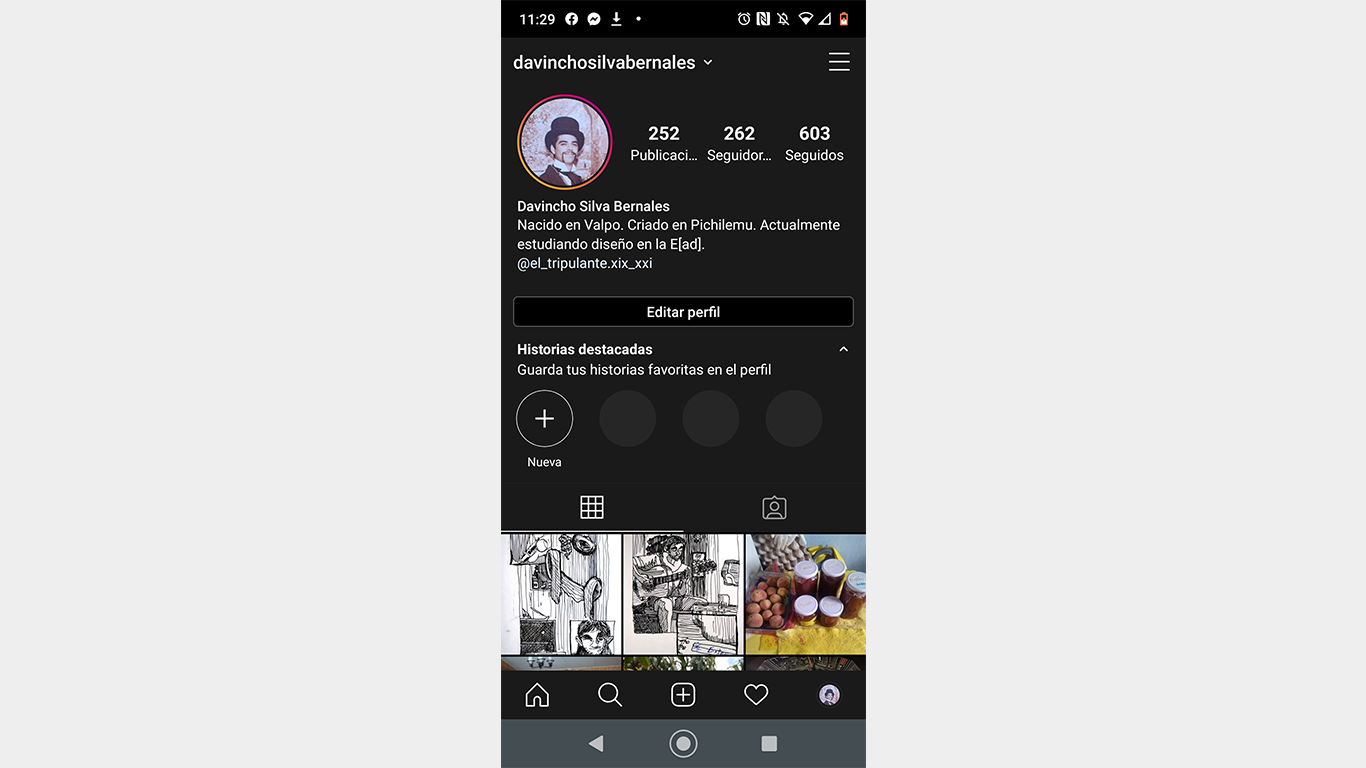 11:29
davinchosilvabernales
252 262 603
Publicaci... Seguidor... Seguidos
Davincho Silva Bernales
Nacido en Valpo. Criado en Pichilemu. Actualmente
estudiando diseño en la E[ad].
@el_tripulante.xix_xxi
Editar perfil
Historias destacadas
Guarda tus historias favoritas en el perfil
Nueva